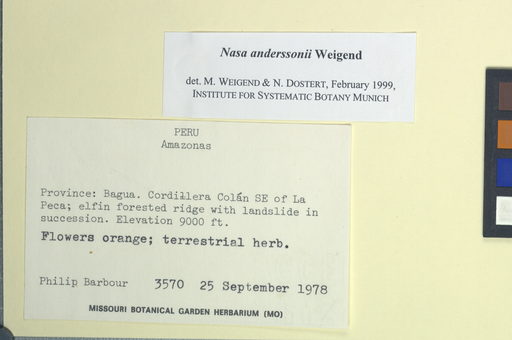 Nasa anderssonii Weigend
det. M. WEIGEND & N. DOSTERT, February 1999,
INSTITUTE FOR SYSTEMATIC BOTANY MUNICH
PERU
Amazonas
Province: Bagua. Cordillera Colán SE of La
Peca; elfin forested ridge with landslide in
succession. Elevation 9000 ft.
Flowers orange; terrestrial herb.
Philip Barbour 3570 25 September 1978
MISSOURI BOTANICAL GARDEN HERBARIUM (MO)